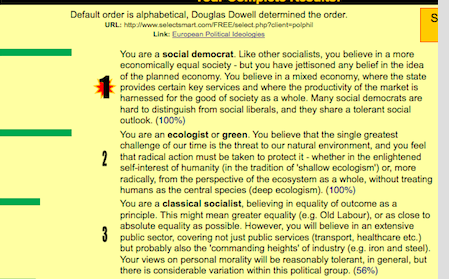 Default order is alphabetical, Douglas Dowell determined the order.
URL: http://www.selectsmart.com/FREE/select.php?client=polphil
Link: European Political Ideologies
S
1
You are a social democrat. Like other socialists, you believe in a more
economically equal society - but you have jettisoned any belief in the idea
of the planned economy. You believe in a mixed economy, where the state
provides certain key services and where the productivity of the market is
harnessed for the good of society as a whole. Many social democrats are
hard to distinguish from social liberals, and they share a tolerant social
outlook. (100%)
2
You are an ecologist or green. You believe that the single greatest
challenge of our time is the threat to our natural environment, and you feel
that radical action must be taken to protect it - whether in the enlightened
self-interest of humanity (in the tradition of 'shallow ecologism') or, more
radically, from the perspective of the ecosystem as a whole, without treating
humans as the central species (deep ecologism). (100%)
3
You are a classical socialist, believing in equality of outcome as a
principle. This might mean greater equality (e.g. Old Labour), or as close to
absolute equality as possible. However, you will believe in an extensive
public sector, covering not just public services (transport, healthcare etc.)
but probably also the 'commanding heights' of industry (e.g. iron and steel).
Your views on personal morality will be reasonably tolerant, in general, but
there is considerable variation within this political group. (56%)